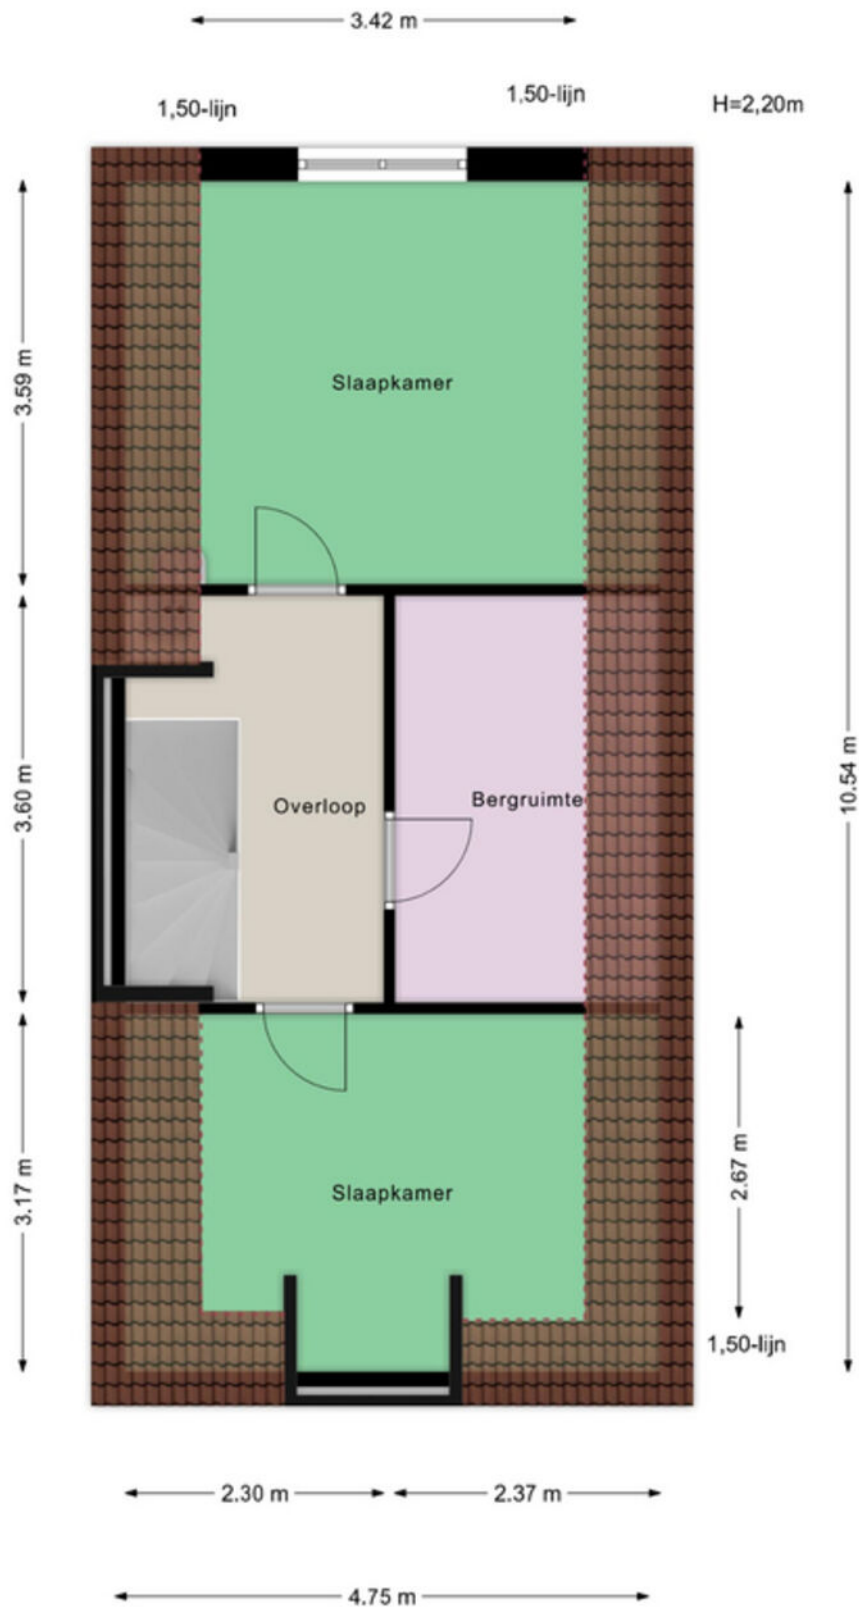 3.42 m
1,50-lijn
1,50-lijn
H=2,20m
3.59 m
Slaapkamer
3.60 m
Overloop
Bergruimte
10.54 m
3.17 m
Slaapkamer
2.67 m
1,50-lijn
2.30 m
2.37 m
4.75 m